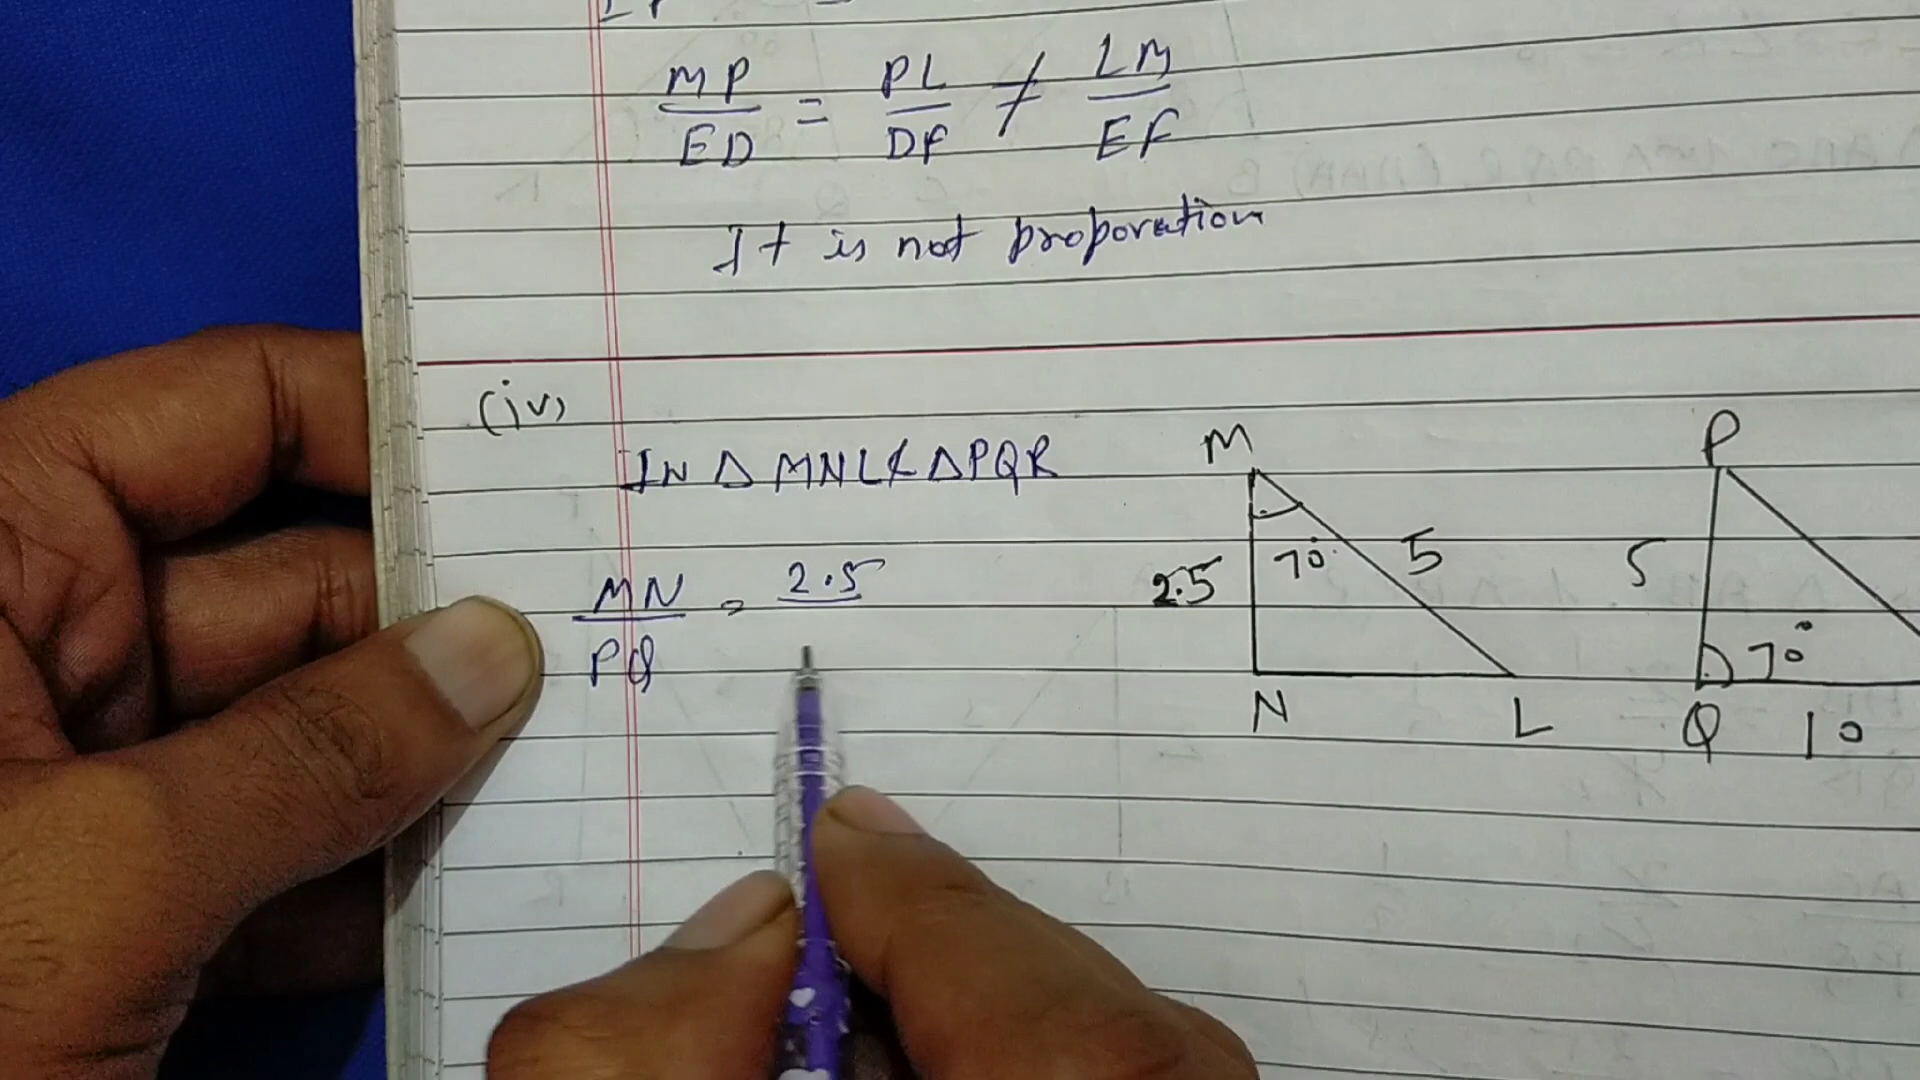 MP/ED = PL/DF ≠ LM/EF
It is not proporation
(iv)
IN Δ MNL & Δ PQR
MN/PQ = 2.5
M
2.5
70°
5
N
L
P
5
70°
Q
10